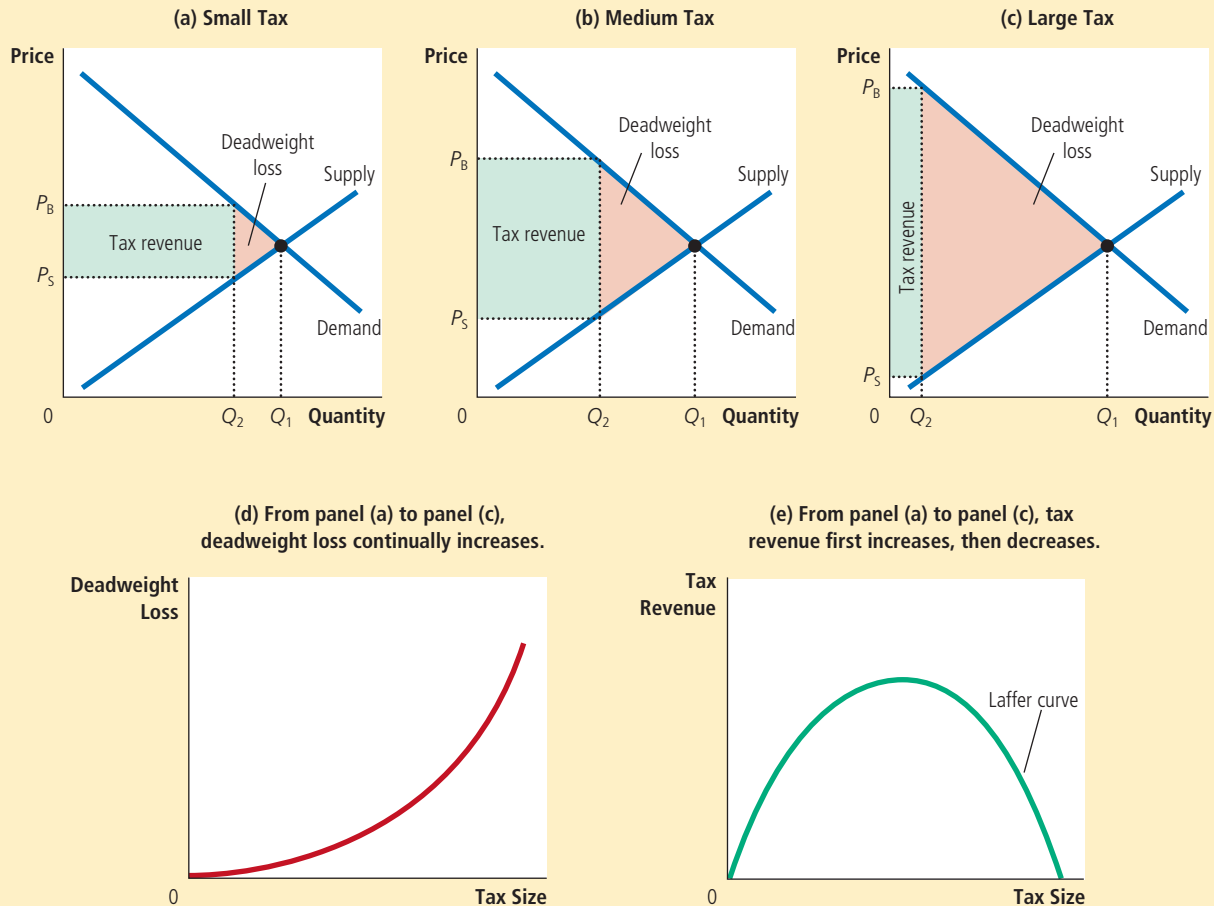 (a) Small Tax
Price
Deadweight
loss
Supply
P_B
Tax revenue
P_S
Demand
0
Q_2
Q_1
Quantity
(b) Medium Tax
Price
Deadweight
loss
P_B
Supply
Tax revenue
P_S
Demand
0
Q_2
Q_1
Quantity
(c) Large Tax
Price
P_B
Deadweight
loss
Supply
Tax revenue
Demand
P_S
0
Q_2
Q_1
Quantity
(d) From panel (a) to panel (c),
deadweight loss continually increases.
Deadweight
Loss
0
Tax Size
(e) From panel (a) to panel (c), tax
revenue first increases, then decreases.
Tax
Revenue
Laffer curve
0
Tax Size